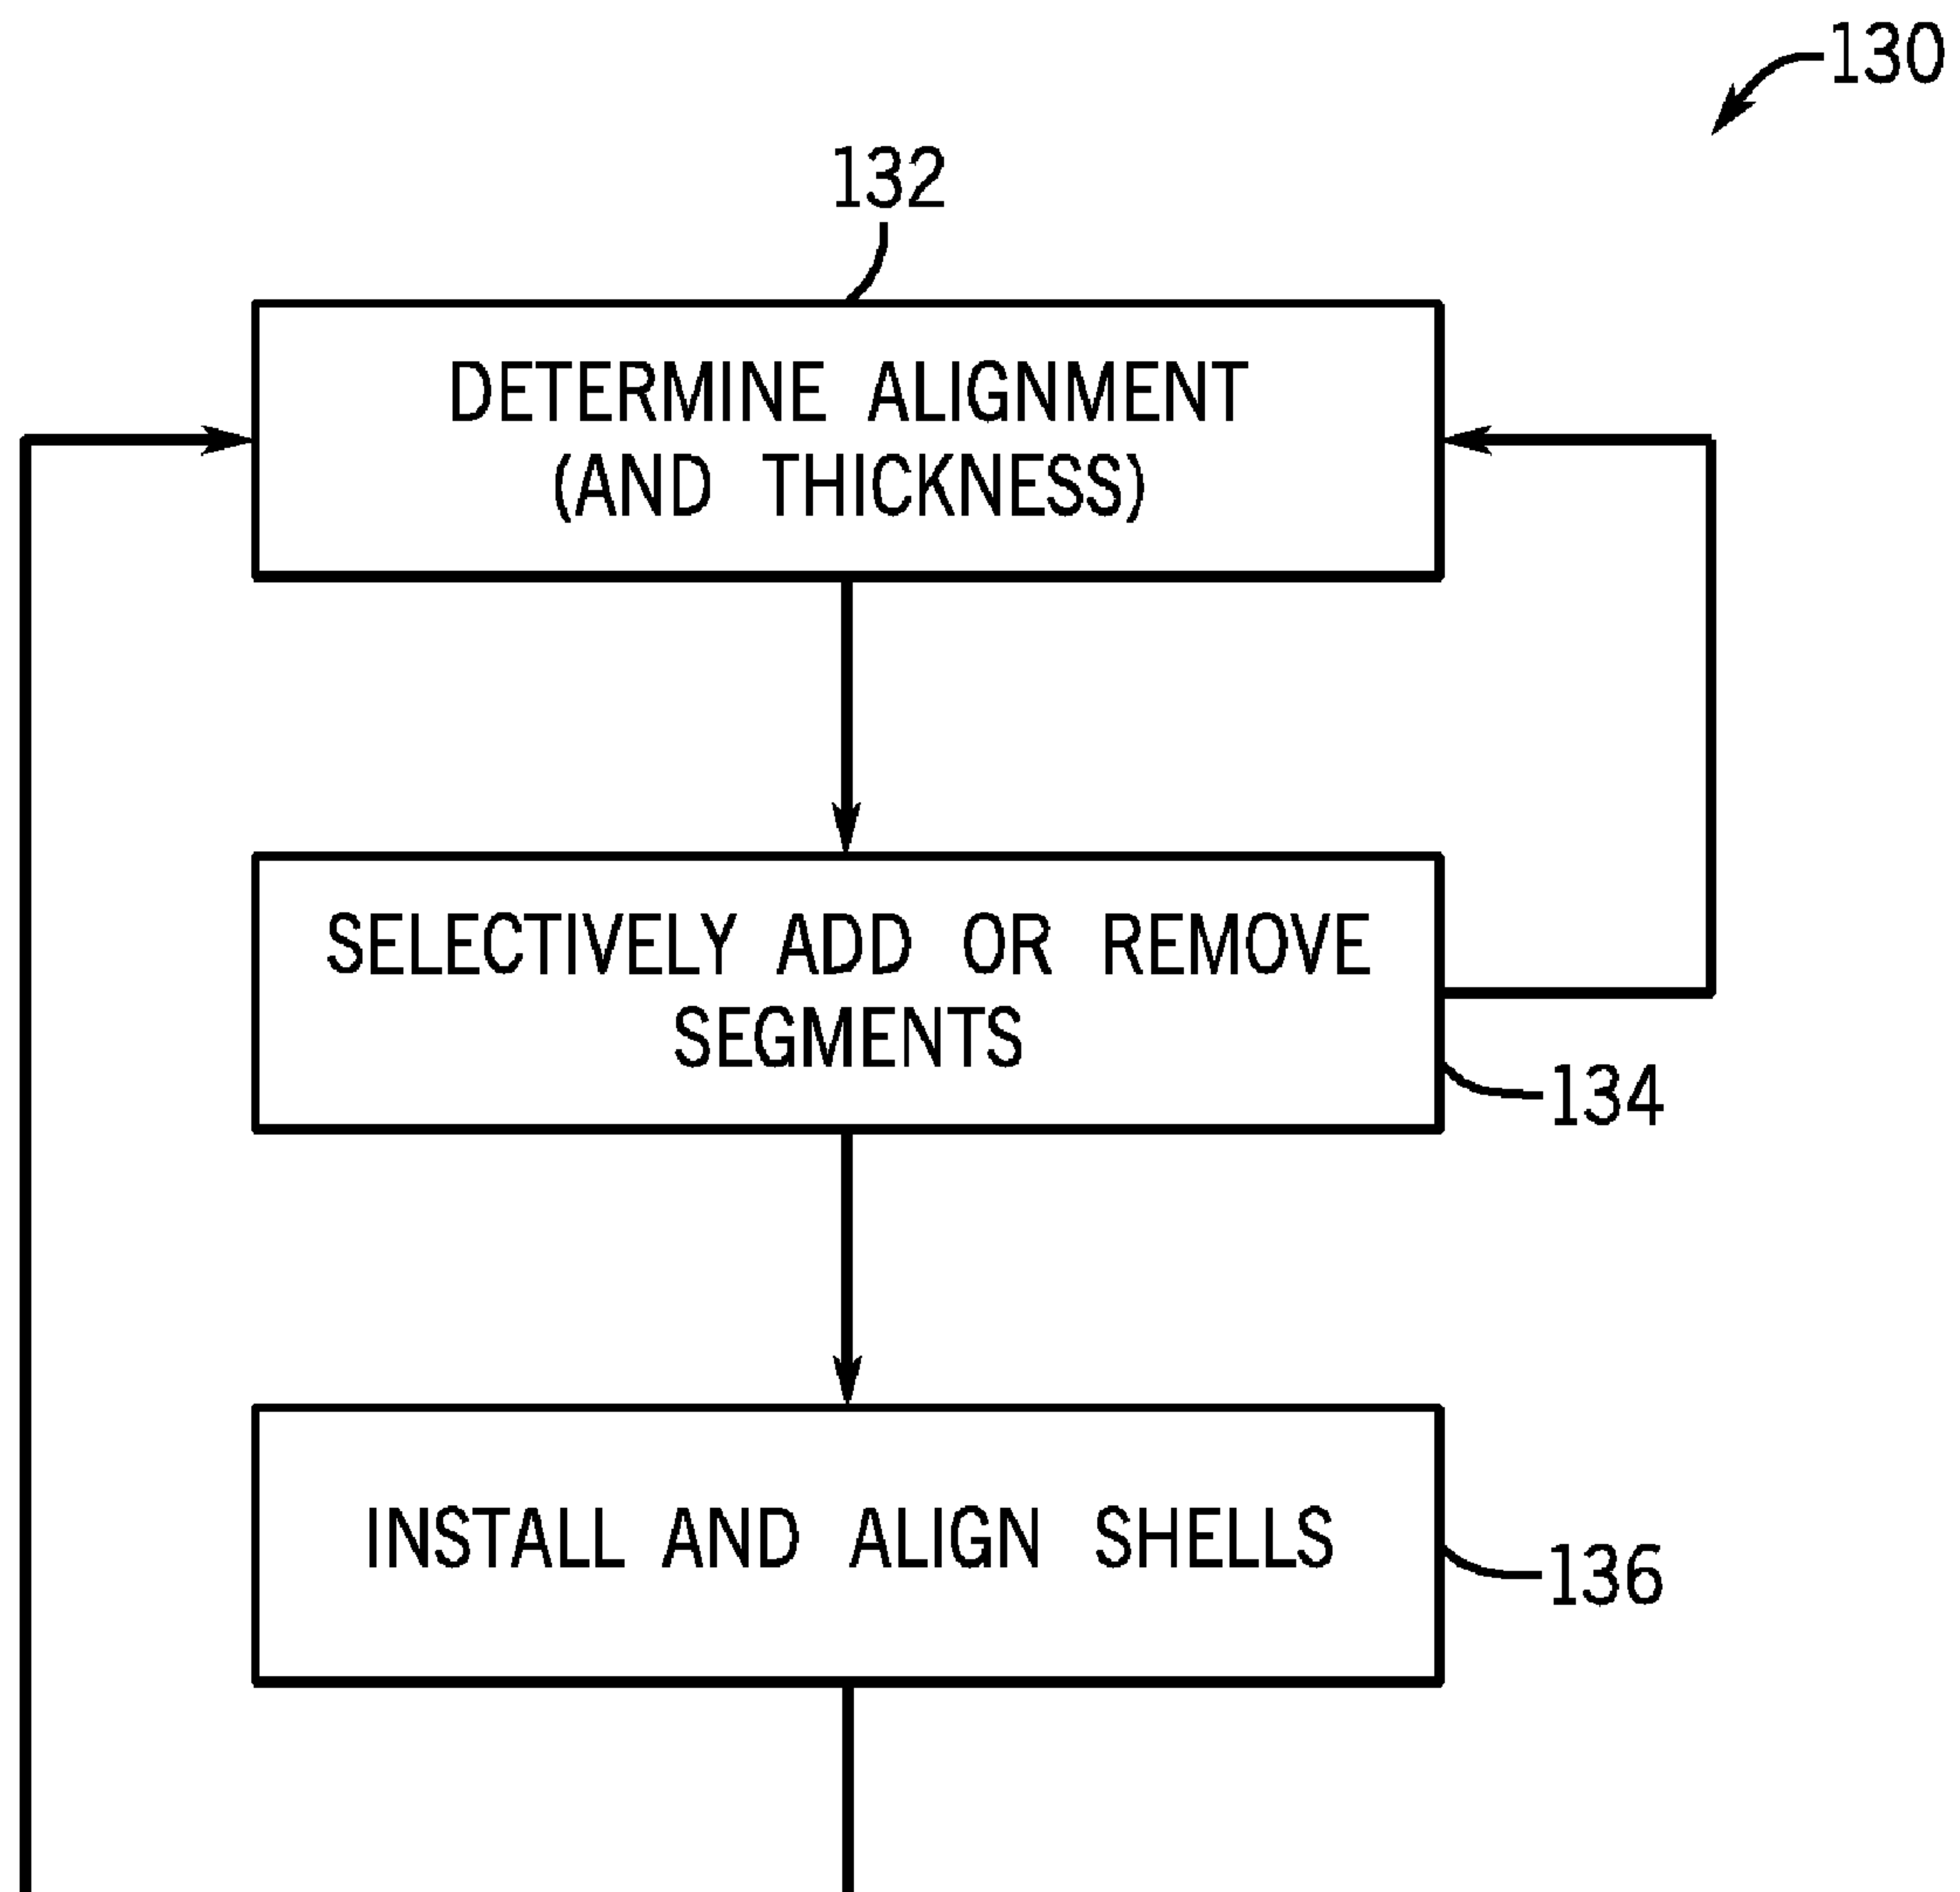 130
132
DETERMINE ALIGNMENT
(AND THICKNESS)
SELECTIVELY ADD OR REMOVE
SEGMENTS
134
INSTALL AND ALIGN SHELLS
136